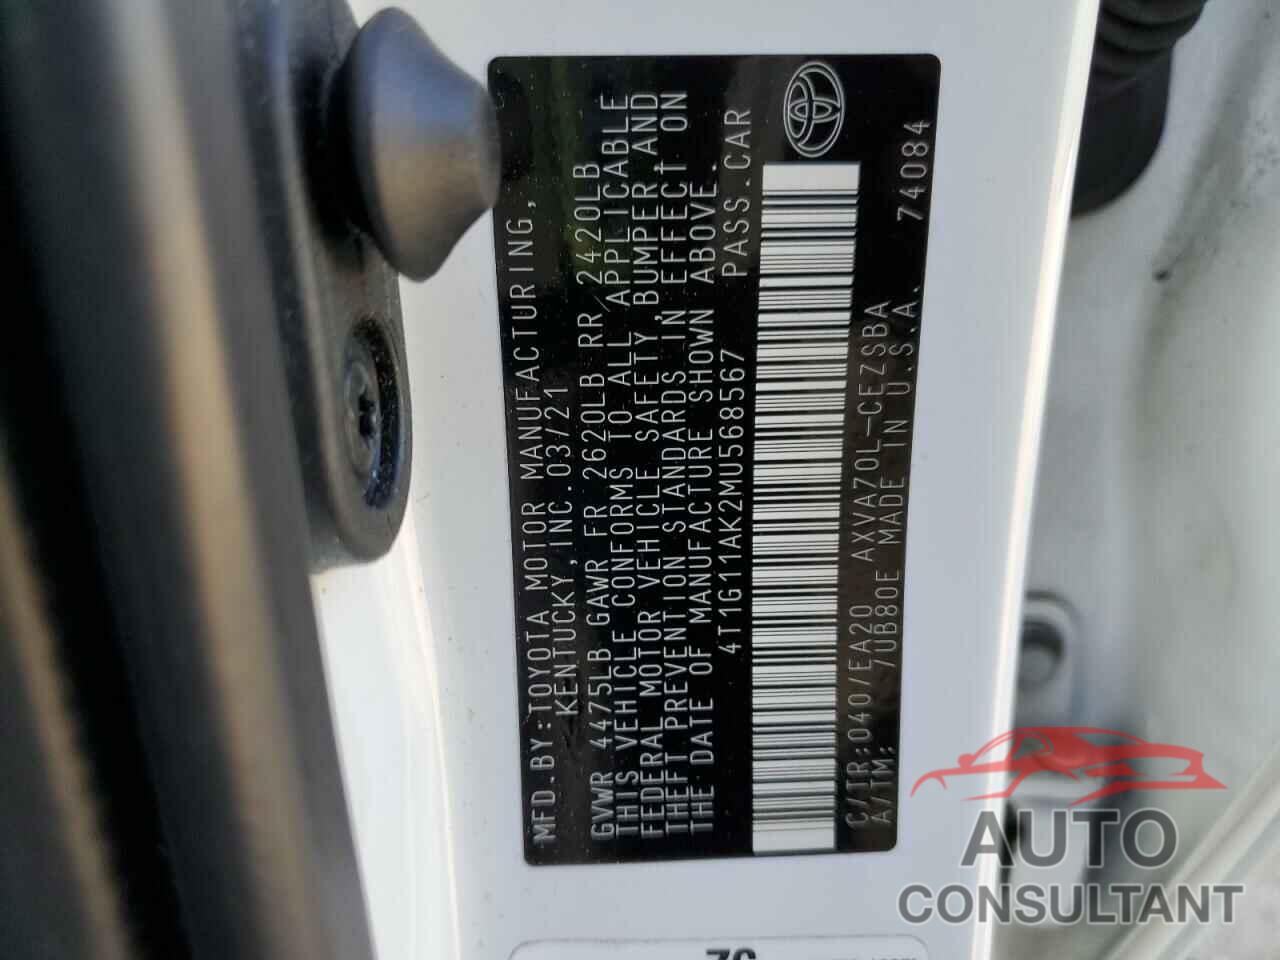 MFD.BY:TOYOTA MOTOR MANUFACTURING,
KENTUCKY,INC.03/21
GVWR 4475LB GAWR FR 2620LB RR 2420LB
THIS VEHICLE CONFORMS TO ALL APPLICABLE
FEDERAL MOTOR VEHICLE SAFETY,BUMPER AND
THEFT PREVENTION STANDARDS IN EFFECT ON
THE DATE OF MANUFACTURE SHOWN ABOVE.
4T1G11AK2MU568567 PASS.CAR
C/TR:040/EA20 AXVA70L-CEZSBA
A/TM: 7UB80E MADE IN U.S.A. 74084
AUTO
CONSULTANT